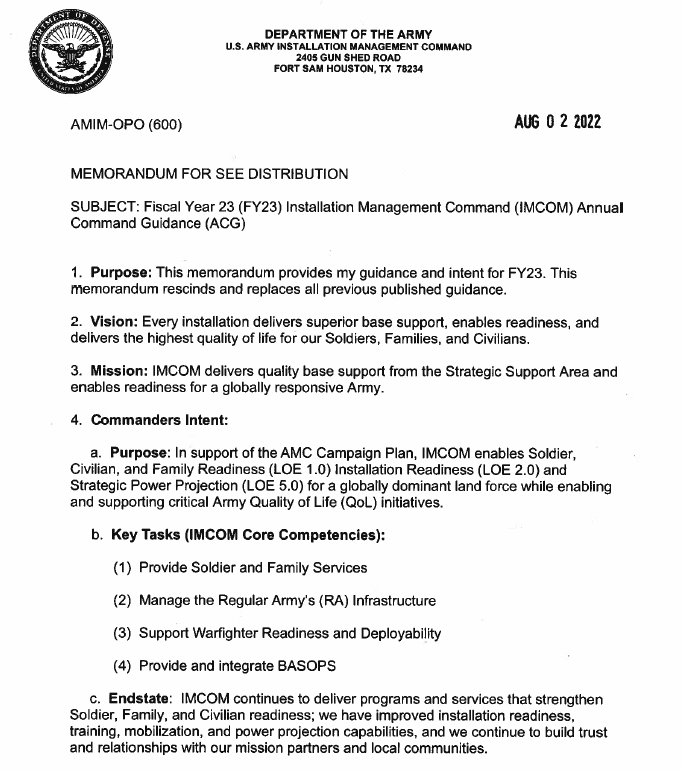 DEPARTMENT OF DEFENSE
UNITED STATES OF AMERICA
DEPARTMENT OF THE ARMY
U.S. ARMY INSTALLATION MANAGEMENT COMMAND
2405 GUN SHED ROAD
FORT SAM HOUSTON, TX 78234
AMIM-OPO (600)
AUG 0 2 2022
MEMORANDUM FOR SEE DISTRIBUTION
SUBJECT: Fiscal Year 23 (FY23) Installation Management Command (IMCOM) Annual
Command Guidance (ACG)
1. Purpose: This memorandum provides my guidance and intent for FY23. This
memorandum rescinds and replaces all previous published guidance.
2. Vision: Every installation delivers superior base support, enables readiness, and
delivers the highest quality of life for our Soldiers, Families, and Civilians.
3. Mission: IMCOM delivers quality base support from the Strategic Support Area and
enables readiness for a globally responsive Army.
4. Commanders Intent:
a. Purpose: In support of the AMC Campaign Plan, IMCOM enables Soldier,
Civilian, and Family Readiness (LOE 1.0) Installation Readiness (LOE 2.0) and
Strategic Power Projection (LOE 5.0) for a globally dominant land force while enabling
and supporting critical Army Quality of Life (QoL) initiatives.
b. Key Tasks (IMCOM Core Competencies):
(1) Provide Soldier and Family Services
(2) Manage the Regular Army's (RA) Infrastructure
(3) Support Warfighter Readiness and Deployability
(4) Provide and integrate BASOPS
c. Endstate: IMCOM continues to deliver programs and services that strengthen
Soldier, Family, and Civilian readiness; we have improved installation readiness,
training, mobilization, and power projection capabilities, and we continue to build trust
and relationships with our mission partners and local communities.